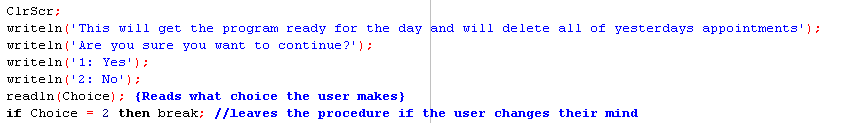 ClrScr;
writeln('This will get the program ready for the day and will delete all of yesterdays appointments');
writeln('Are you sure you want to continue?');
writeln('1: Yes');
writeln('2: No');
readln(Choice); {Reads what choice the user makes}
if Choice = 2 then break; //leaves the procedure if the user changes their mind